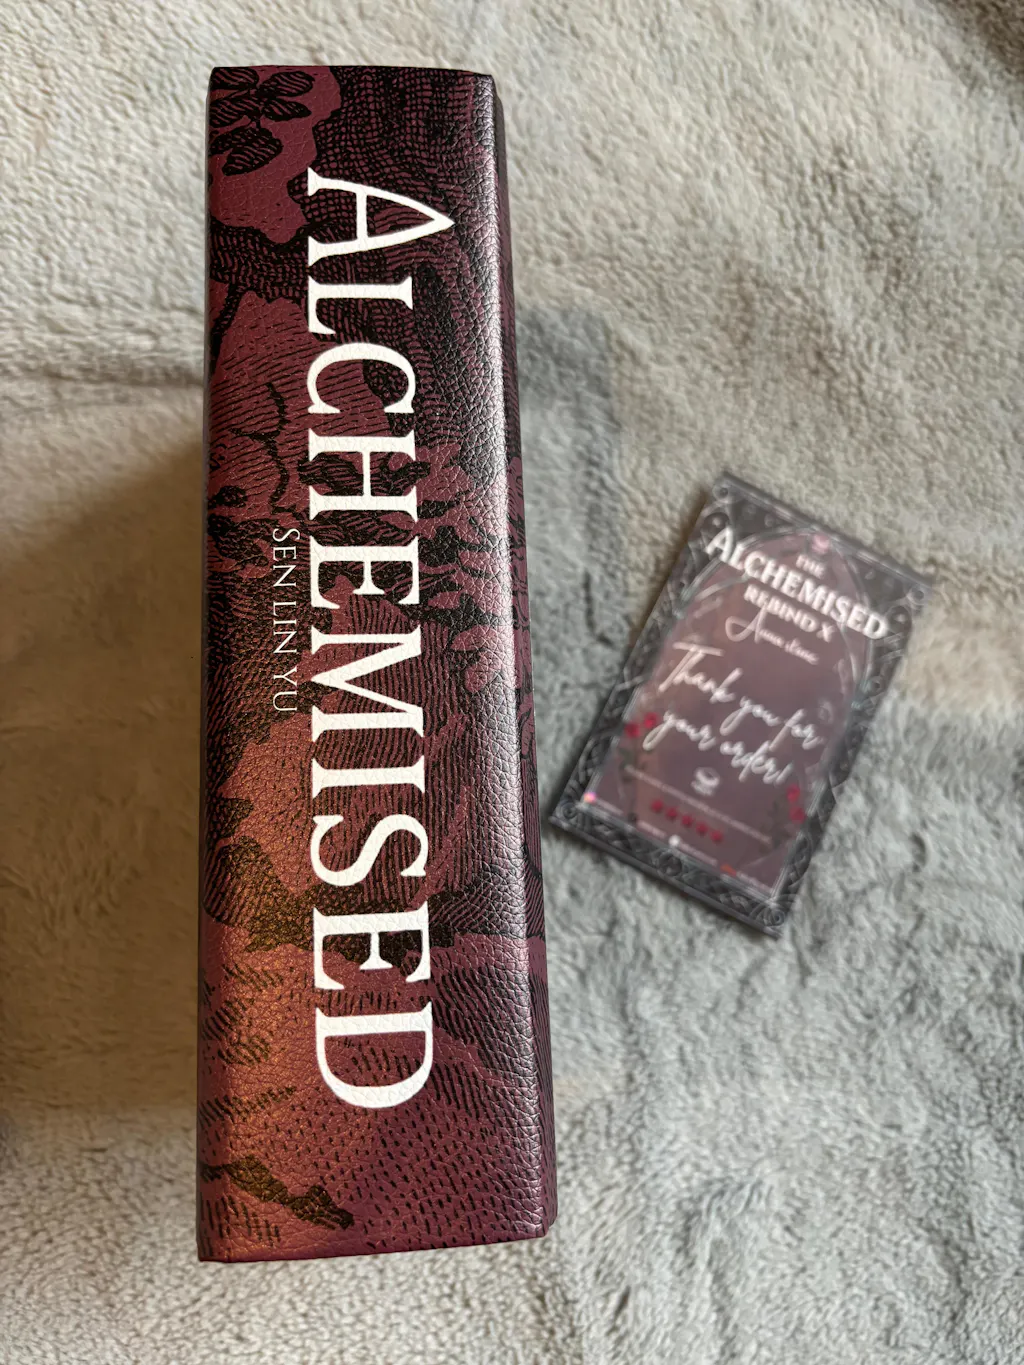 ALCHEMISED
SEN LIN YU
THE
ALCHEMISED
REBIND X
Thank you for
your order!